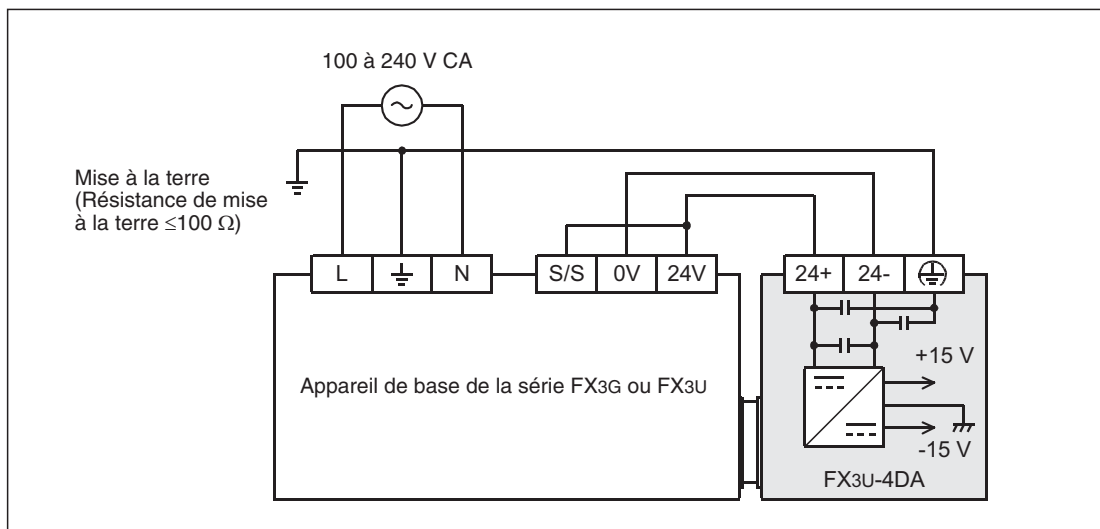 100 à 240 V CA
Mise à la terre
(Résistance de mise
à la terre ≤100 Ω)
L
N
S/S
0V
24V
24+
24-
+15 V
-15 V
Appareil de base de la série FX3G ou FX3U
FX3U-4DA